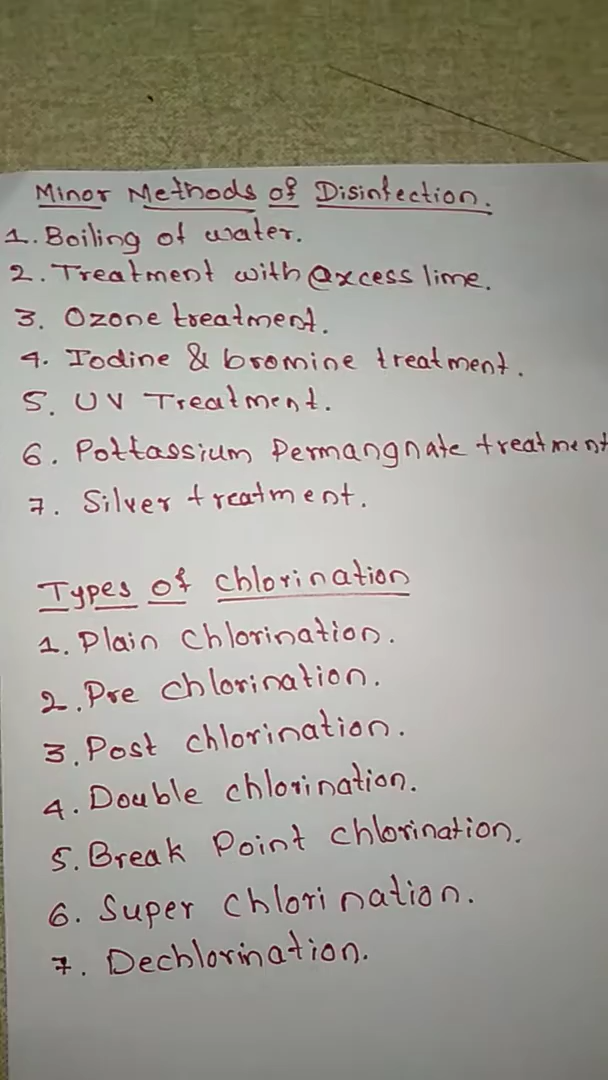 Minor Methods of Disinfection.
1. Boiling of water.
2. Treatment with excess lime.
3. Ozone treatment.
4. Iodine & bromine treatment.
5. UV Treatment.
6. Pottassium Permangnate treatment
7. Silver treatment.
Types of chlorination
1. Plain Chlorination.
2. Pre chlorination.
3. Post chlorination.
4. Double chlorination.
5. Break Point chlorination.
6. Super Chlorination.
7. Dechlorination.